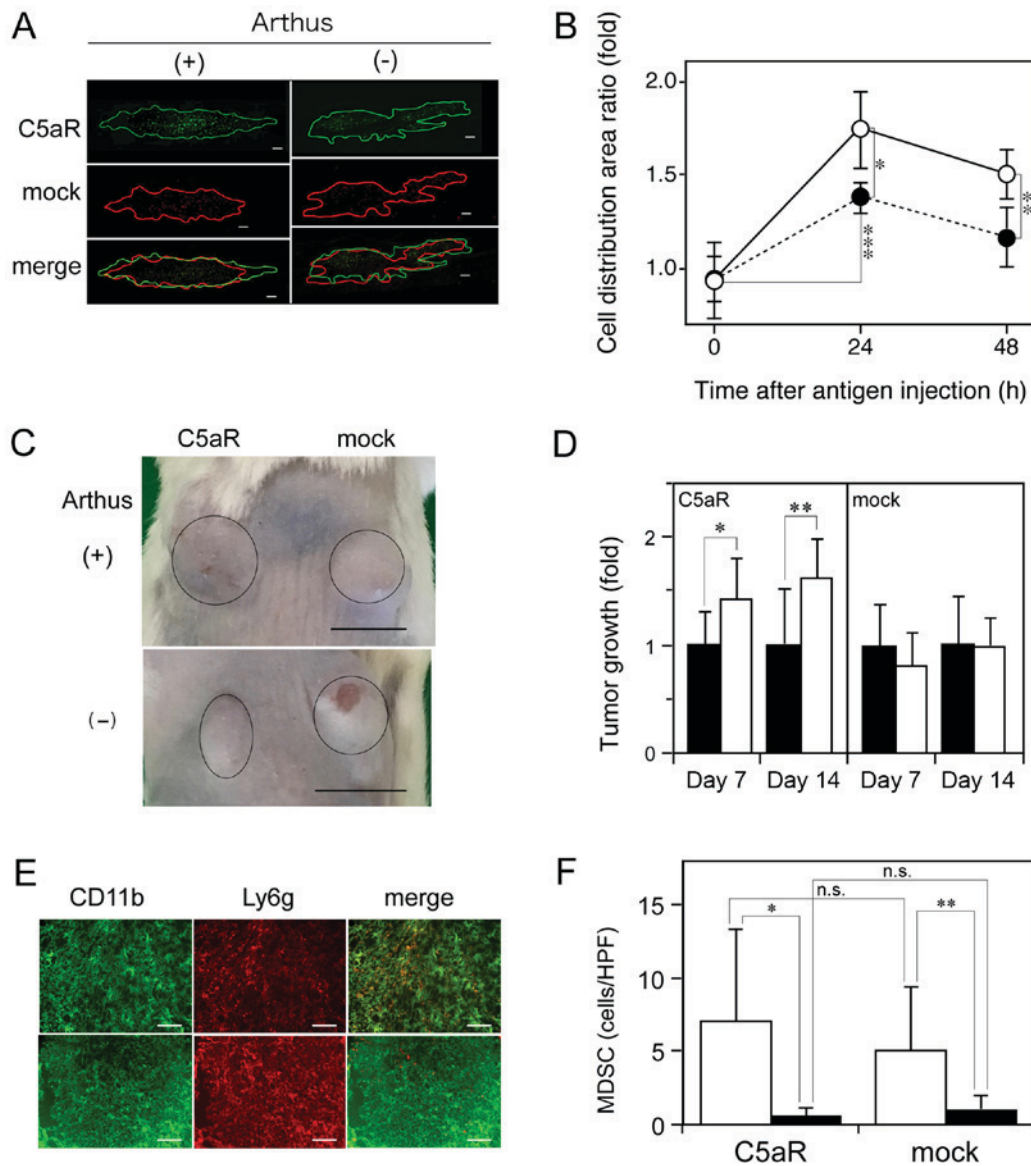 A
Arthus
(+) (-)
C5aR
mock
merge
B
Cell distribution area ratio (fold)
2.0
1.5
1.0
*
***
**
0 24 48
Time after antigen injection (h)
C
C5aR mock
Arthus
(+)
(-)
D
Tumor growth (fold)
C5aR mock
2
1
0
* **
Day 7 Day 14 Day 7 Day 14
E
CD11b Ly6g merge
F
MDSC (cells/HPF)
15
10
5
0
n.s.
n.s.
* **
C5aR mock